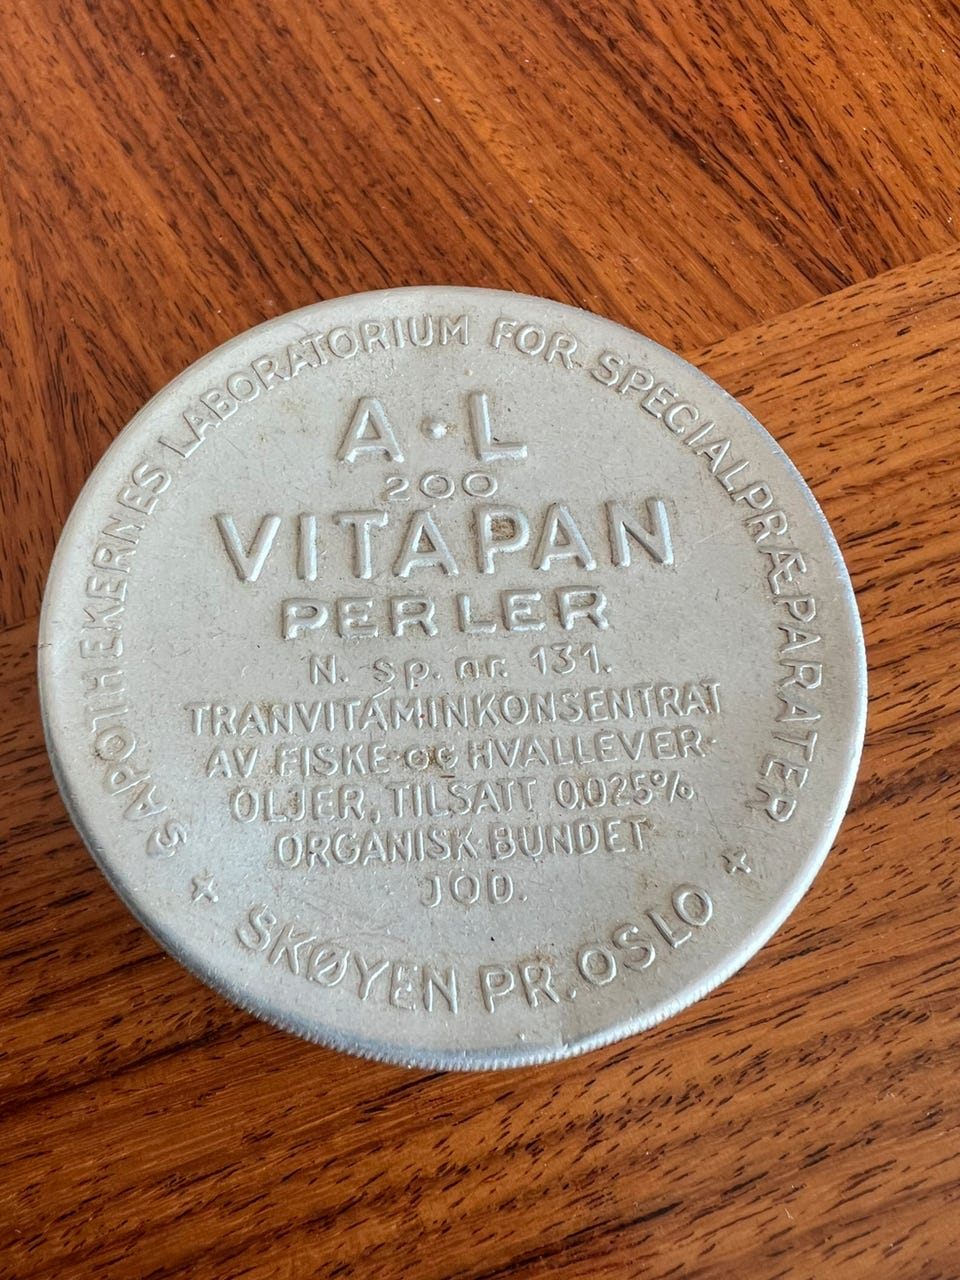 APOTHEKERNES LABORATORIUM FOR SPECIALPRÆPARATER
A·L
200
VITAPAN
PERLER
N. sp. nr. 131.
TRANVITAMINKONSENTRAT
AV FISKE- og HVALLEVER-
OLJER, TILSATT 0,025%
ORGANISK BUNDET
JOD.
SKØYEN PR. OSLO